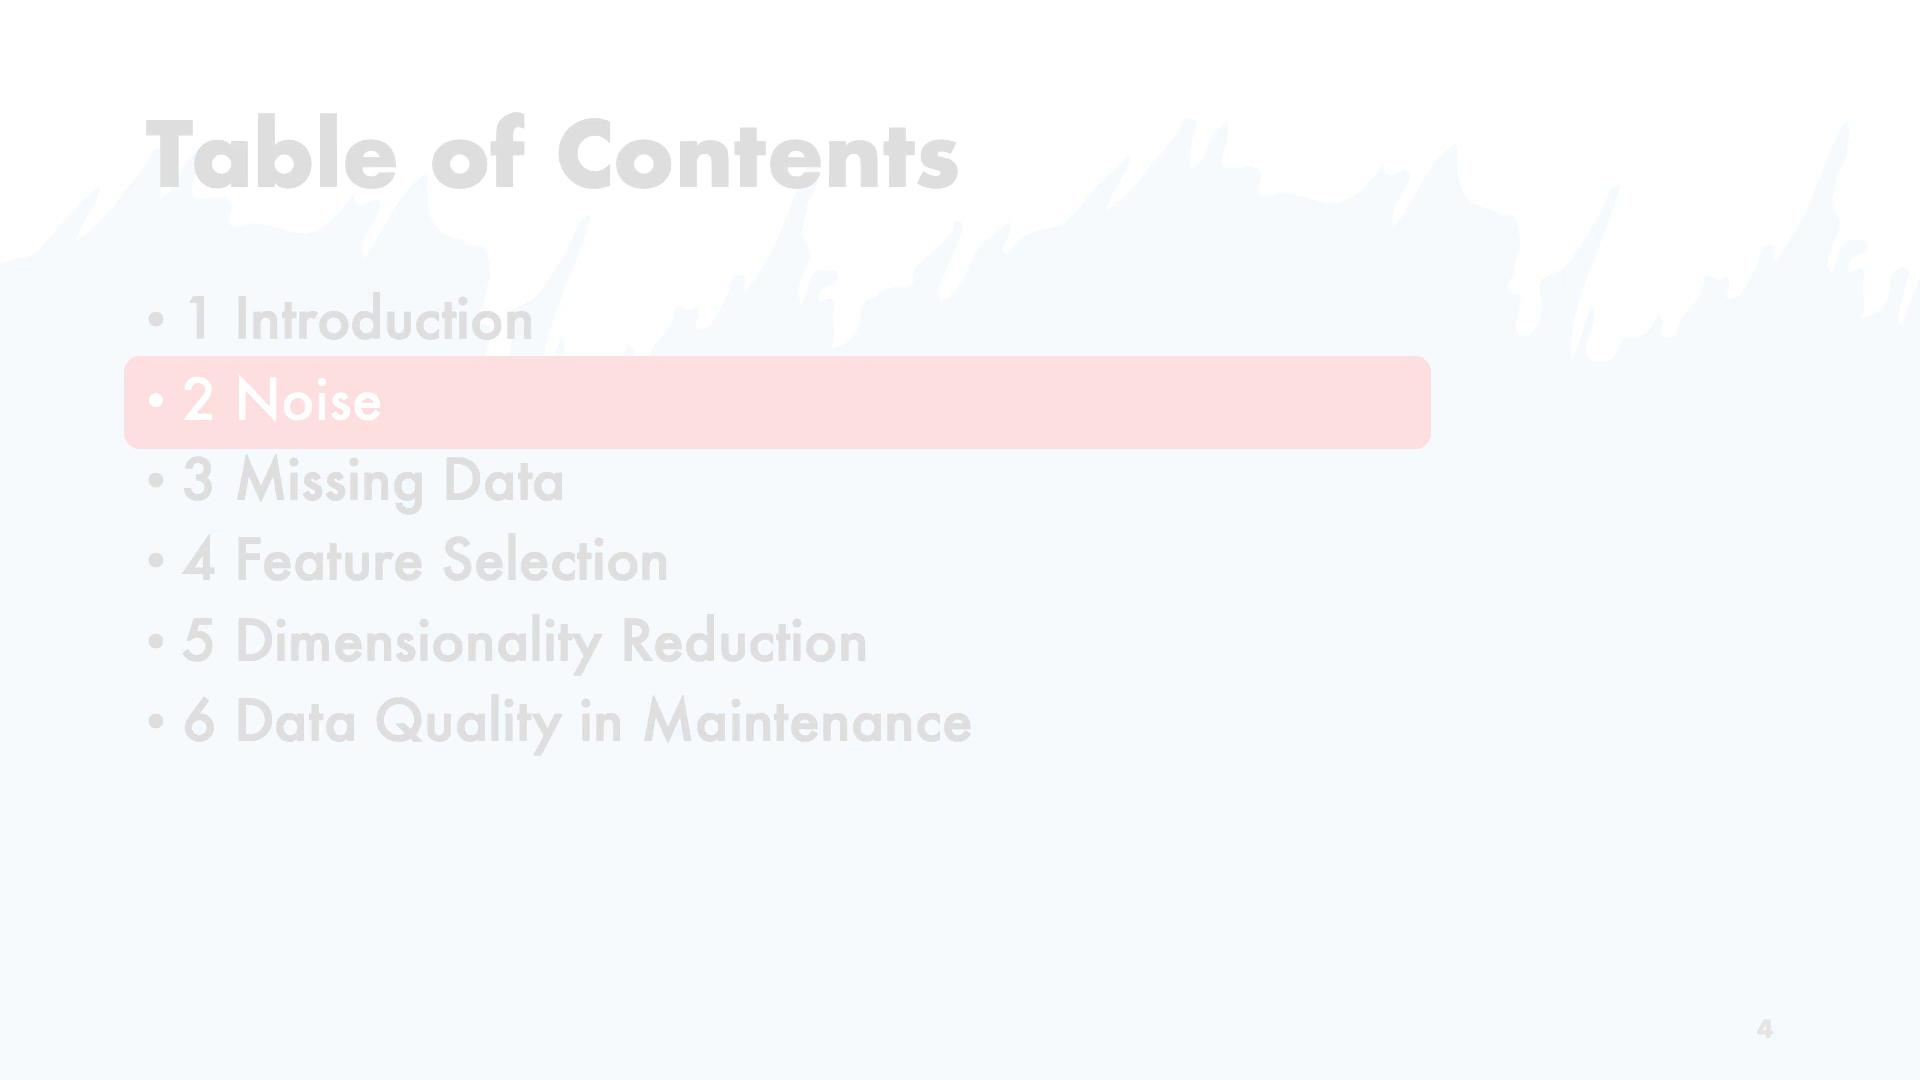 Table of Contents
• 1 Introduction
• 2 Noise
• 3 Missing Data
• 4 Feature Selection
• 5 Dimensionality Reduction
• 6 Data Quality in Maintenance
4